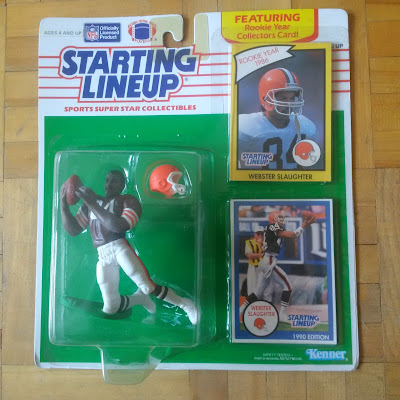 AGES 4 AND UP
NFL
Officially
Licensed
Product
STARTING
LINEUP
SPORTS SUPER STAR COLLECTIBLES
FEATURING
Rookie Year
Collectors Card!
ROOKIE YEAR
1986
STARTING
LINEUP
WEBSTER SLAUGHTER
WEBSTER
SLAUGHTER
STARTING
LINEUP
1990 EDITION
Kenner